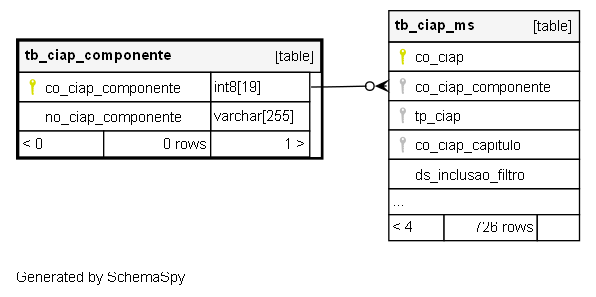 tb_ciap_componente [table]
co_ciap_componente int8[19]
no_ciap_componente varchar[255]
< 0 0 rows 1 >
tb_ciap_ms [table]
co_ciap
co_ciap_componente
tp_ciap
co_ciap_capitulo
ds_inclusao_filtro
...
< 4 726 rows
Generated by SchemaSpy